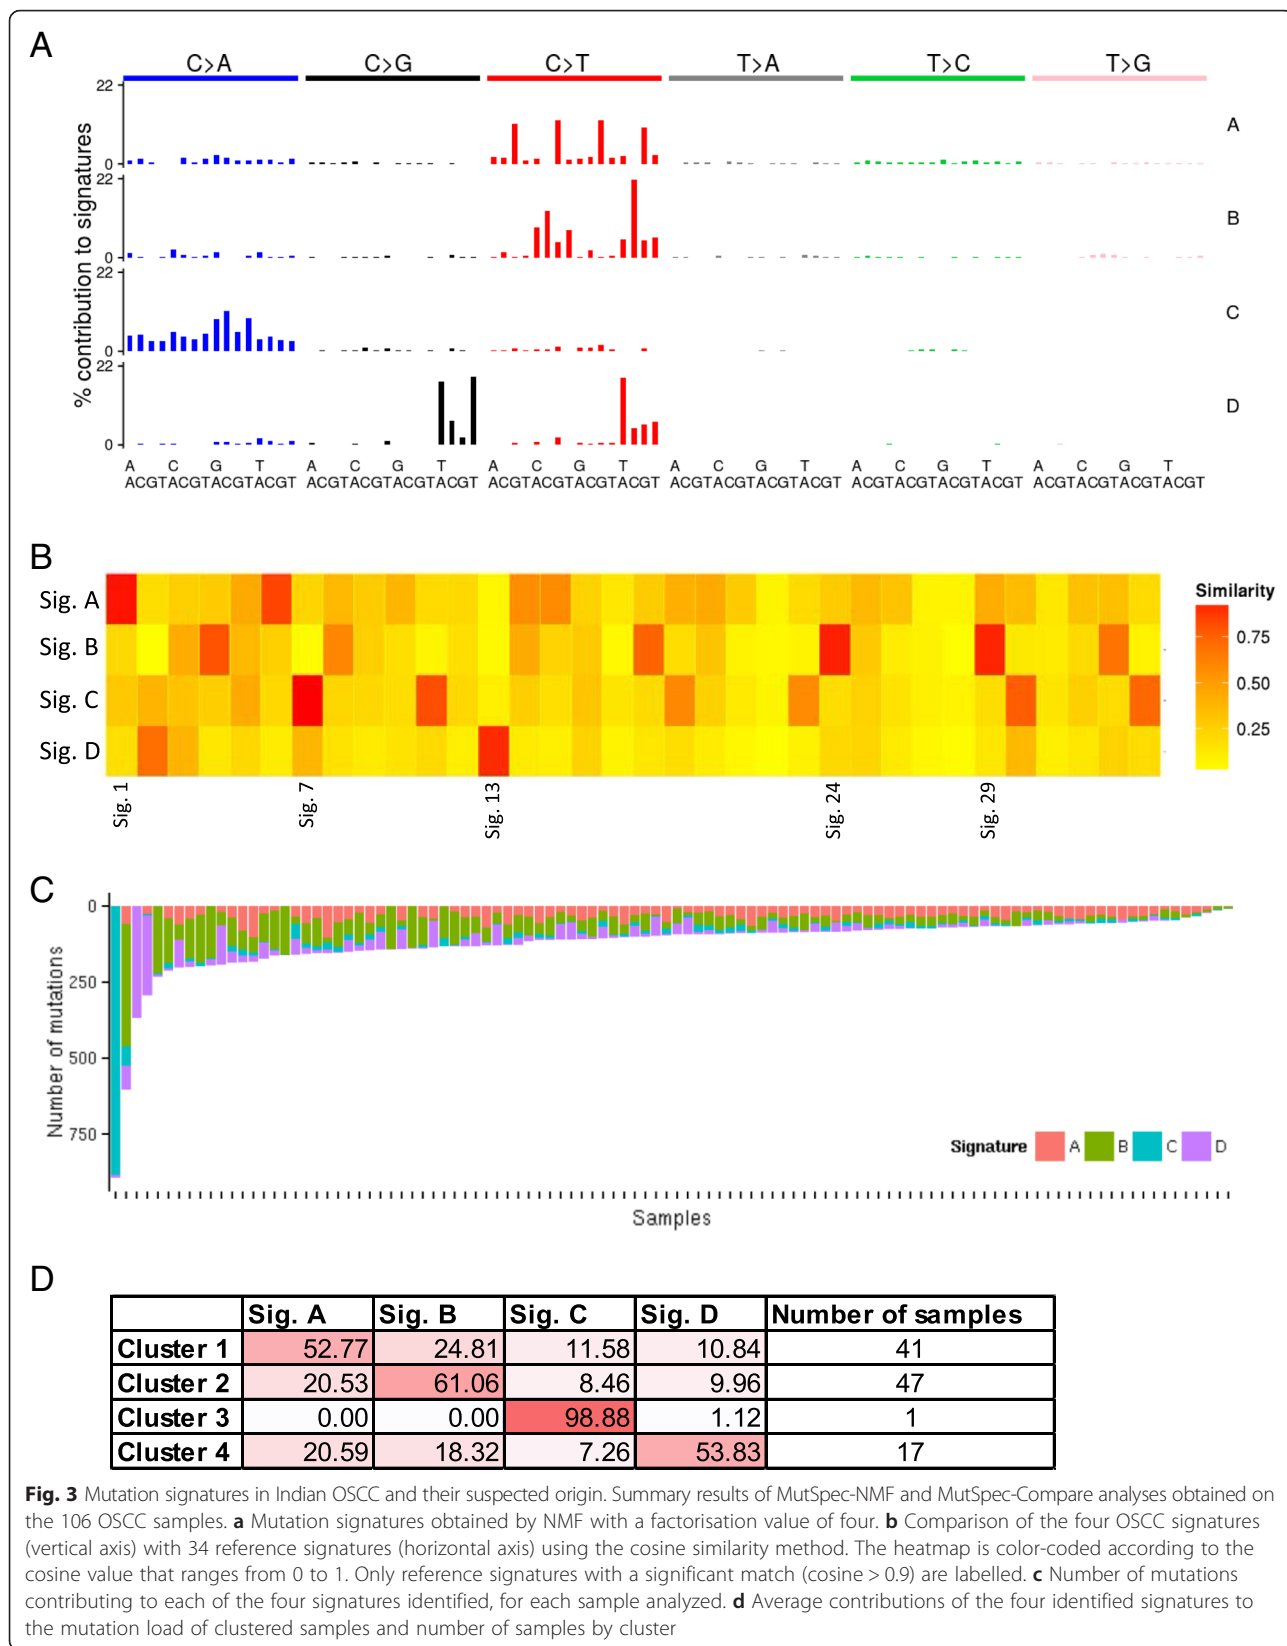 A
C>A C>G C>T T>A T>C T>G
% contribution to signatures
22
0
A
22
0
B
22
0
C
22
0
D
A C G T A C G T A C G T A C G T A C G T A C G T
ACGTACGTACGTACGT ACGTACGTACGTACGT ACGTACGTACGTACGT ACGTACGTACGTACGT ACGTACGTACGTACGT ACGTACGTACGTACGT
B
Sig. A
Sig. B
Sig. C
Sig. D
Sig. 1 Sig. 7 Sig. 13 Sig. 24 Sig. 29
Similarity
0.75
0.50
0.25
C
Number of mutations
0
250
500
750
Signature A B C D
Samples
D
Sig. A Sig. B Sig. C Sig. D Number of samples
Cluster 1 52.77 24.81 11.58 10.84 41
Cluster 2 20.53 61.06 8.46 9.96 47
Cluster 3 0.00 0.00 98.88 1.12 1
Cluster 4 20.59 18.32 7.26 53.83 17
Fig. 3 Mutation signatures in Indian OSCC and their suspected origin. Summary results of MutSpec-NMF and MutSpec-Compare analyses obtained on
the 106 OSCC samples. a Mutation signatures obtained by NMF with a factorisation value of four. b Comparison of the four OSCC signatures
(vertical axis) with 34 reference signatures (horizontal axis) using the cosine similarity method. The heatmap is color-coded according to the
cosine value that ranges from 0 to 1. Only reference signatures with a significant match (cosine > 0.9) are labelled. c Number of mutations
contributing to each of the four signatures identified, for each sample analyzed. d Average contributions of the four identified signatures to
the mutation load of clustered samples and number of samples by cluster